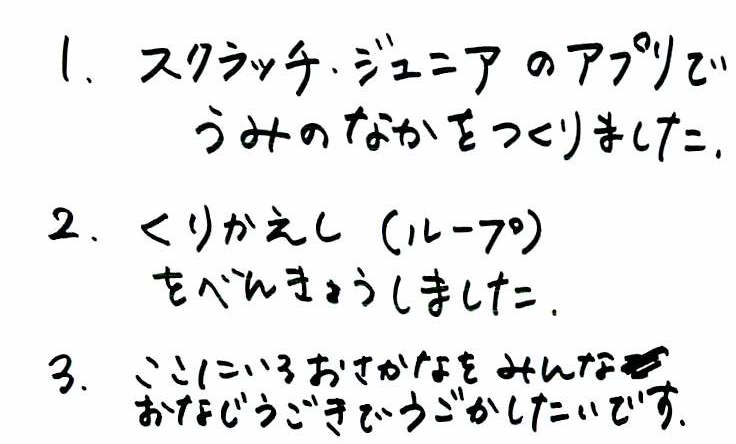 1. スクラッチ・ジュニアのアプリで
うみのなかをつくりました.
2. くりかえし (ループ)
をべんきょうしました.
3. ここにいるおさかなをみんな
おなじうごきでうごかしたいです.